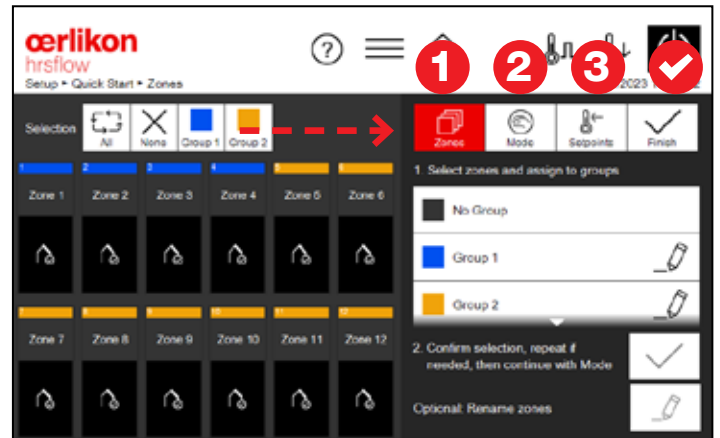 œrlikon
hrsflow
Setup ▸ Quick Start ▸ Zones
?
1
2
3
2023
Selection
All
None
Group 1
Group 2
Zones
Mode
Setpoints
Finish
1. Select zones and assign to groups
No Group
Group 1
Group 2
2. Confirm selection, repeat if
needed, then continue with Mode
Optional: Rename zones
1
2
3
4
5
6
Zone 1
Zone 2
Zone 3
Zone 4
Zone 5
Zone 6
7
8
9
10
11
12
Zone 7
Zone 8
Zone 9
Zone 10
Zone 11
Zone 12